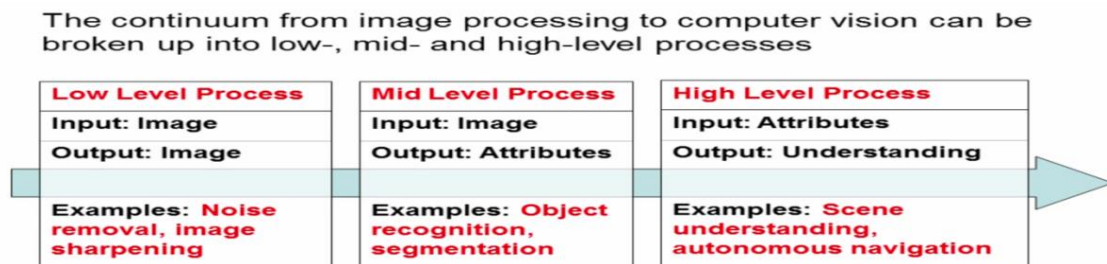 The continuum from image processing to computer vision can be
broken up into low-, mid- and high-level processes
Low Level Process
Input: Image
Output: Image
Examples: Noise
removal, image
sharpening
Mid Level Process
Input: Image
Output: Attributes
Examples: Object
recognition,
segmentation
High Level Process
Input: Attributes
Output: Understanding
Examples: Scene
understanding,
autonomous navigation